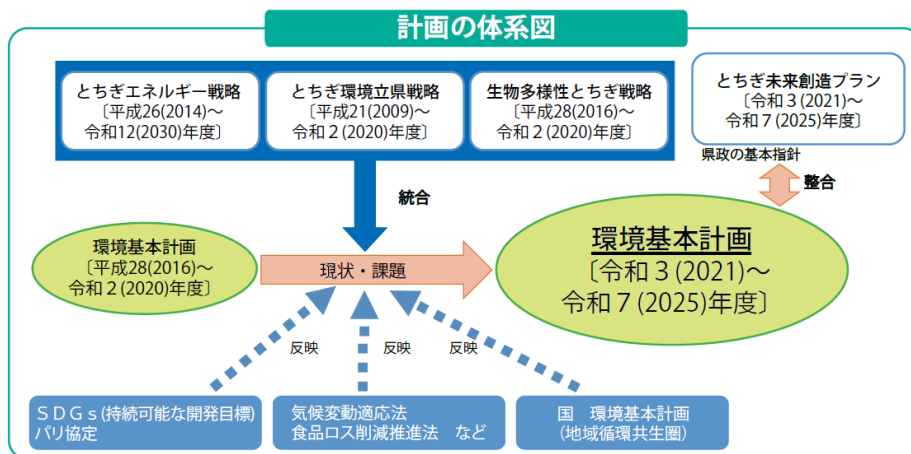 計画の体系図
とちぎエネルギー戦略
〔平成26(2014)～
令和12(2030)年度〕
とちぎ環境立県戦略
〔平成21(2009)～
令和２(2020)年度〕
生物多様性とちぎ戦略
〔平成28(2016)～
令和２(2020)年度〕
とちぎ未来創造プラン
〔令和３(2021)～
令和７(2025)年度〕
県政の基本指針
整合
統合
環境基本計画
〔平成28(2016)～
令和２(2020)年度〕
現状・課題
環境基本計画
〔令和３(2021)～
令和７(2025)年度〕
反映
反映
反映
ＳＤＧｓ(持続可能な開発目標)
パリ協定
気候変動適応法
食品ロス削減推進法　など
国　環境基本計画
(地域循環共生圏)